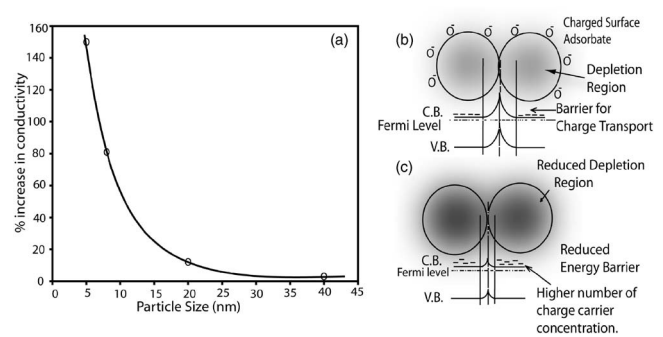 (a)
160
140
120
100
80
60
40
20
0
0 5 10 15 20 25 30 35 40 45
Particle Size (nm)
% increase in conductivity
(b)
O⁻ O⁻ O⁻ O⁻ O⁻ O⁻ O⁻ O⁻
Charged Surface
Adsorbate
Depletion
Region
C.B.
Barrier for
Fermi Level
Charge Transport
V.B.
(c)
Reduced Depletion
Region
C.B.
Reduced
Fermi level
Energy Barrier
V.B.
Higher number of
charge carrier
concentration.